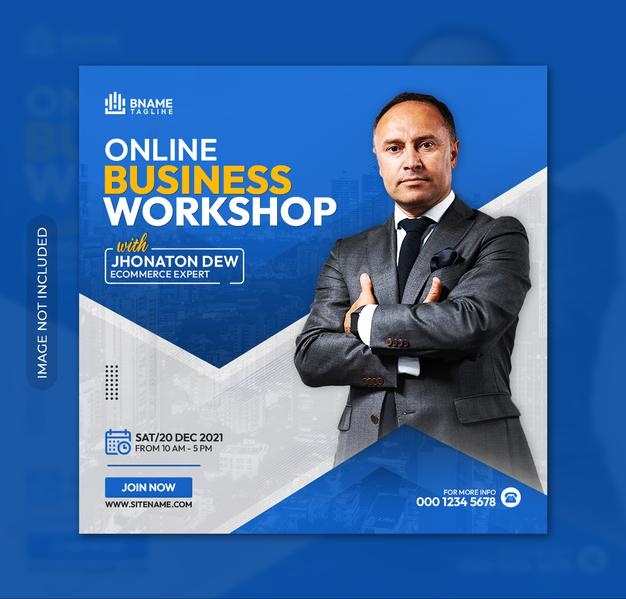 BNAME
TAGLINE
ONLINE
BUSINESS
WORKSHOP
with
JHONATON DEW
ECOMMERCE EXPERT
IMAGE NOT INCLUDED
SAT/20 DEC 2021
FROM 10 AM - 5 PM
JOIN NOW
WWW.SITENAME.COM
FOR MORE INFO
000 1234 5678